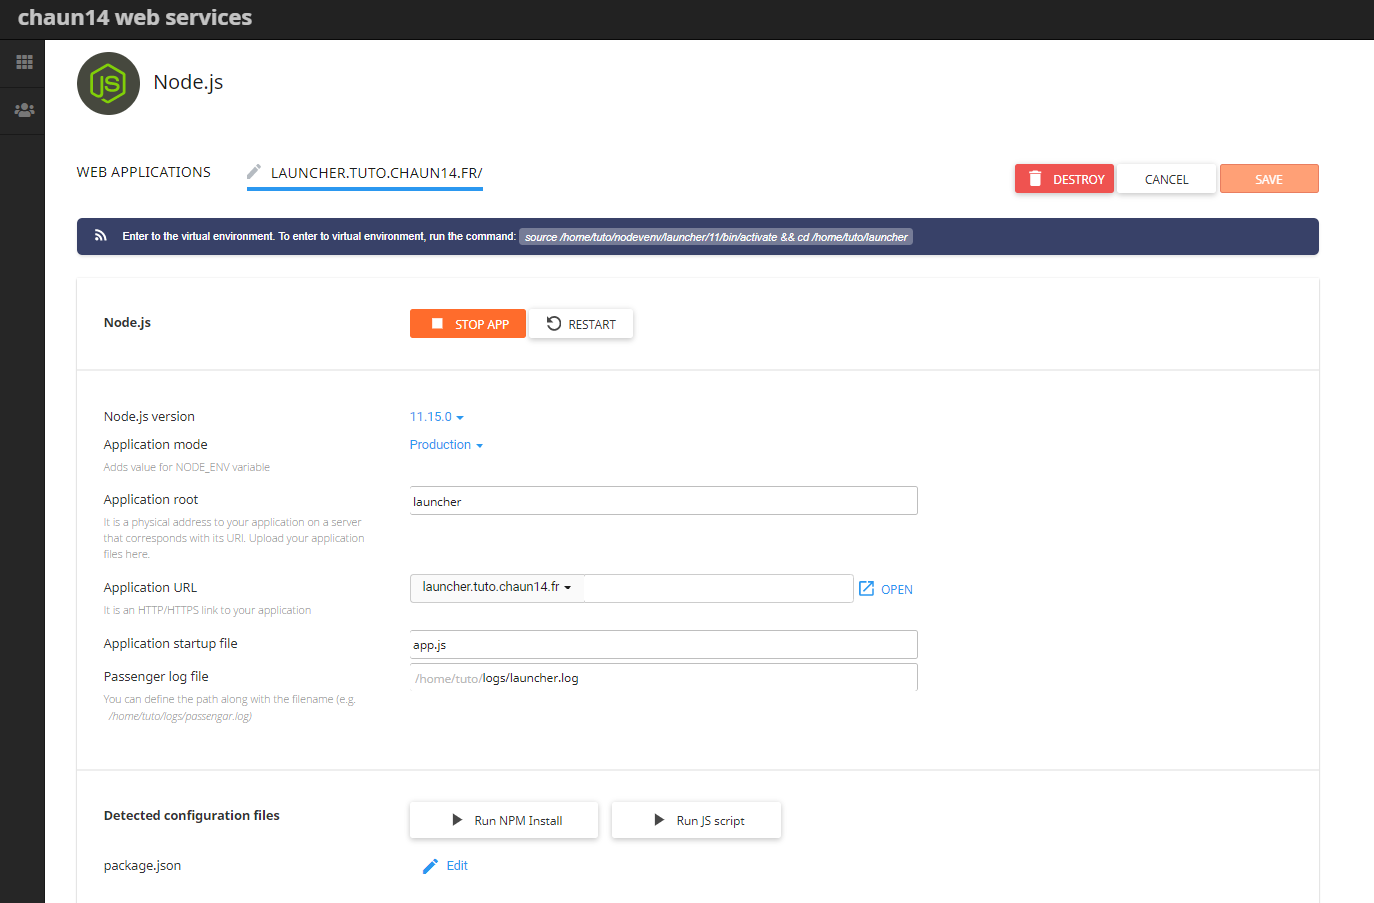 chaun14 web services
JS
Node.js
WEB APPLICATIONS
LAUNCHER.TUTO.CHAUN14.FR/
DESTROY
CANCEL
SAVE
Enter to the virtual environment. To enter to virtual environment, run the command: source /home/tuto/nodevenv/launcher/11/bin/activate && cd /home/tuto/launcher
Node.js
STOP APP
RESTART
Node.js version
11.15.0
Application mode
Production
Adds value for NODE_ENV variable
Application root
launcher
It is a physical address to your application on a server
that corresponds with its URI. Upload your application
files here.
Application URL
launcher.tuto.chaun14.fr
OPEN
It is an HTTP/HTTPS link to your application
Application startup file
app.js
Passenger log file
/home/tuto/logs/launcher.log
You can define the path along with the filename (e.g.
/home/tuto/logs/passengar.log)
Detected configuration files
Run NPM Install
Run JS script
package.json
Edit